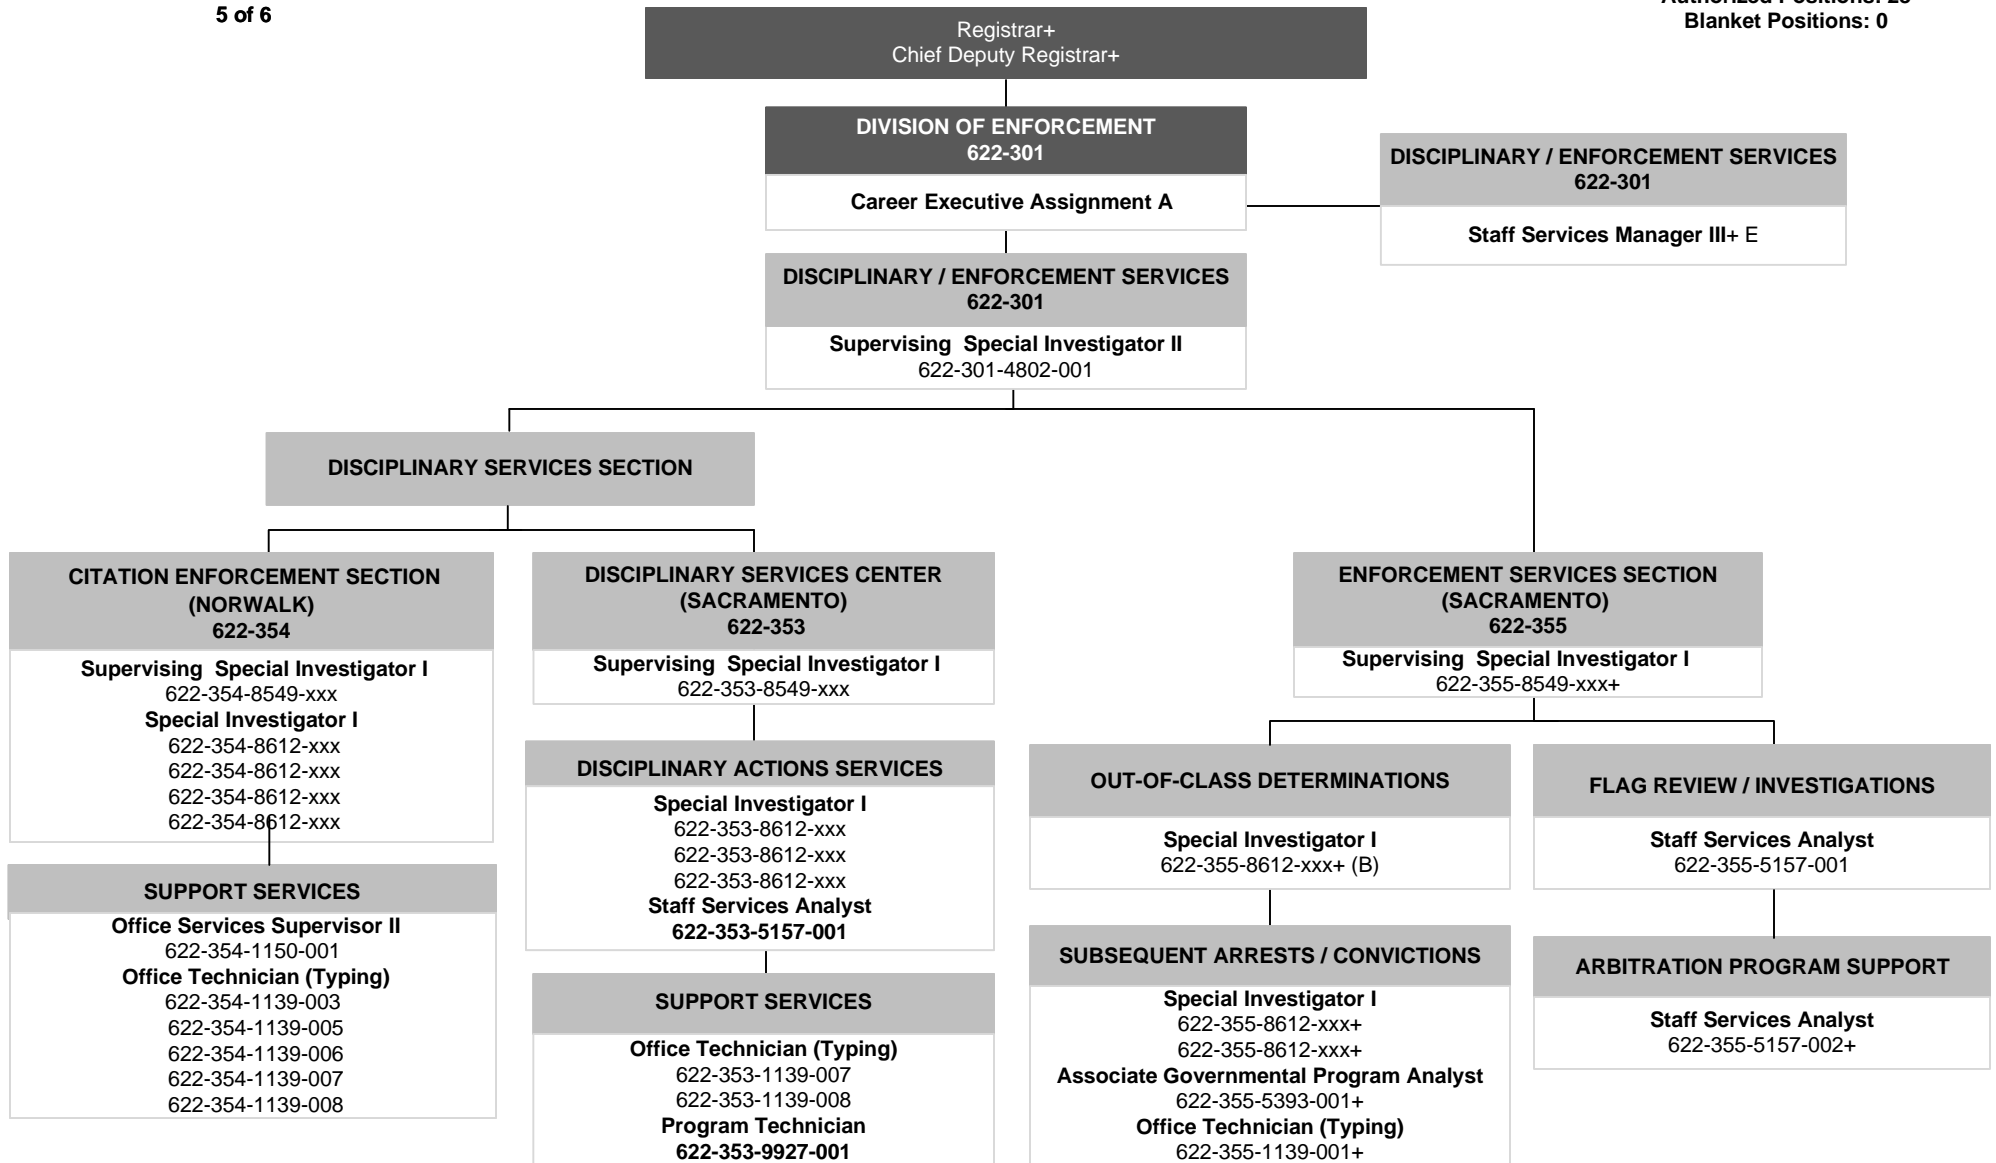 5 of 6
Authorized Positions: 28
Blanket Positions: 0
Registrar+
Chief Deputy Registrar+
DIVISION OF ENFORCEMENT
622-301
Career Executive Assignment A
DISCIPLINARY / ENFORCEMENT SERVICES
622-301
Staff Services Manager III+ E
DISCIPLINARY / ENFORCEMENT SERVICES
622-301
Supervising Special Investigator II
622-301-4802-001
DISCIPLINARY SERVICES SECTION
CITATION ENFORCEMENT SECTION
(NORWALK)
622-354
Supervising Special Investigator I
622-354-8549-xxx
Special Investigator I
622-354-8612-xxx
622-354-8612-xxx
622-354-8612-xxx
622-354-8612-xxx
SUPPORT SERVICES
Office Services Supervisor II
622-354-1150-001
Office Technician (Typing)
622-354-1139-003
622-354-1139-005
622-354-1139-006
622-354-1139-007
622-354-1139-008
DISCIPLINARY SERVICES CENTER
(SACRAMENTO)
622-353
Supervising Special Investigator I
622-353-8549-xxx
DISCIPLINARY ACTIONS SERVICES
Special Investigator I
622-353-8612-xxx
622-353-8612-xxx
622-353-8612-xxx
Staff Services Analyst
622-353-5157-001
SUPPORT SERVICES
Office Technician (Typing)
622-353-1139-007
622-353-1139-008
Program Technician
622-353-9927-001
ENFORCEMENT SERVICES SECTION
(SACRAMENTO)
622-355
Supervising Special Investigator I
622-355-8549-xxx+
OUT-OF-CLASS DETERMINATIONS
Special Investigator I
622-355-8612-xxx+ (B)
SUBSEQUENT ARRESTS / CONVICTIONS
Special Investigator I
622-355-8612-xxx+
622-355-8612-xxx+
Associate Governmental Program Analyst
622-355-5393-001+
Office Technician (Typing)
622-355-1139-001+
FLAG REVIEW / INVESTIGATIONS
Staff Services Analyst
622-355-5157-001
ARBITRATION PROGRAM SUPPORT
Staff Services Analyst
622-355-5157-002+